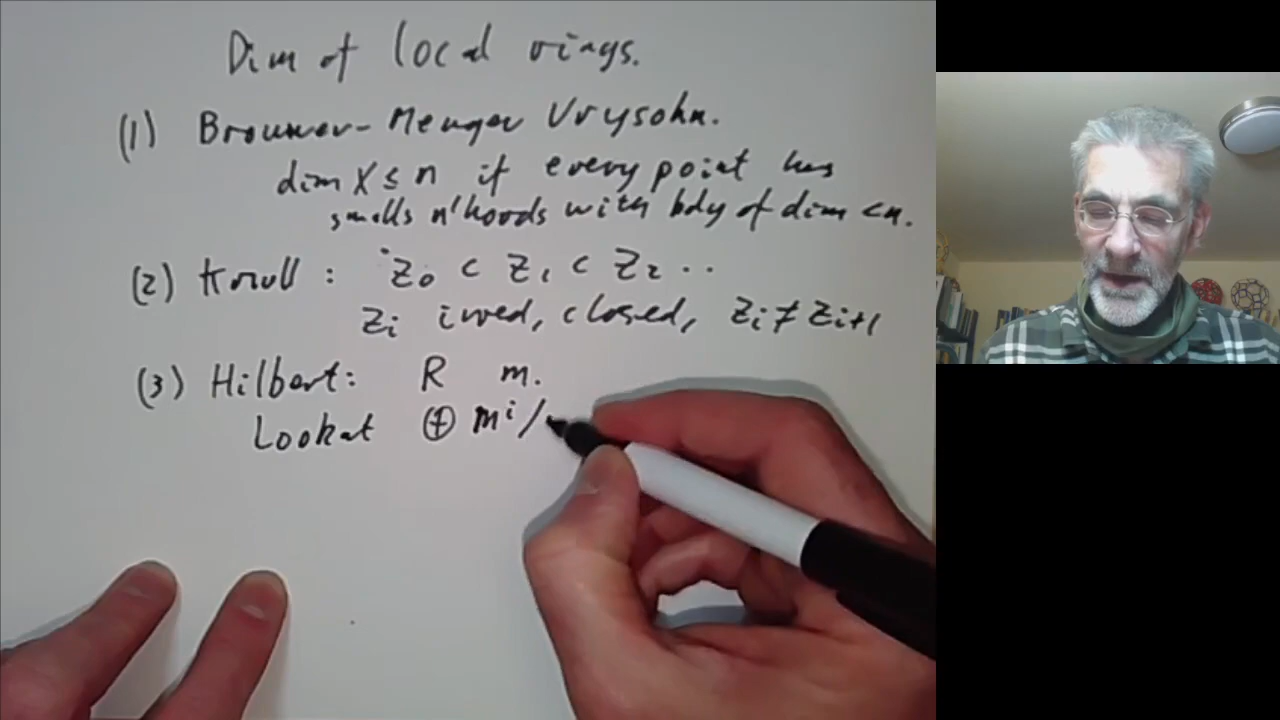 Dim of local rings.
(1) Brouwer-Menger Urysohn.
dim X ≤ n if every point has
smalls n'hoods with bdy of dim < n.
(2) Krull : Z₀ ⊂ Z₁ ⊂ Z₂ ..
Zᵢ irred, closed, Zᵢ ≠ Zᵢ₊₁
(3) Hilbert: R m.
Look at ⊕ mⁱ/